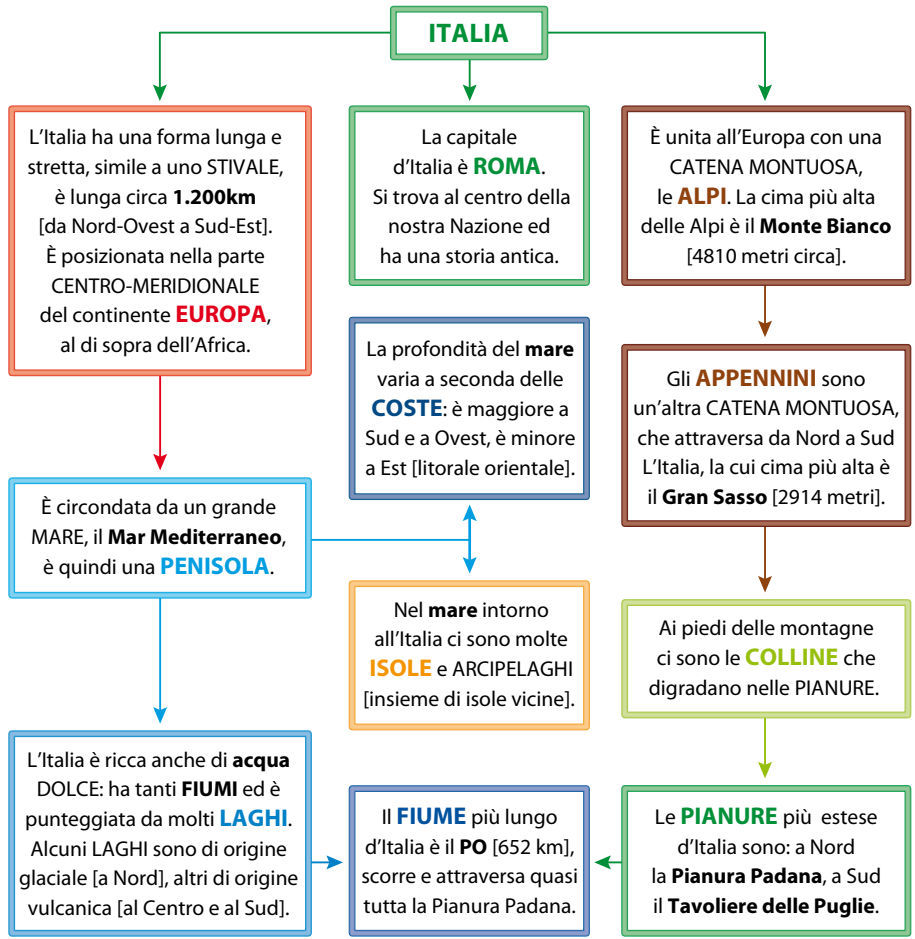 ITALIA
L'Italia ha una forma lunga e
stretta, simile a uno STIVALE,
è lunga circa 1.200km
[da Nord-Ovest a Sud-Est].
È posizionata nella parte
CENTRO-MERIDIONALE
del continente EUROPA,
al di sopra dell'Africa.
La capitale
d'Italia è ROMA.
Si trova al centro della
nostra Nazione ed
ha una storia antica.
È unita all'Europa con una
CATENA MONTUOSA,
le ALPI. La cima più alta
delle Alpi è il Monte Bianco
[4810 metri circa].
La profondità del mare
varia a seconda delle
COSTE: è maggiore a
Sud e a Ovest, è minore
a Est [litorale orientale].
Gli APPENNINI sono
un'altra CATENA MONTUOSA,
che attraversa da Nord a Sud
L'Italia, la cui cima più alta è
il Gran Sasso [2914 metri].
È circondata da un grande
MARE, il Mar Mediterraneo,
è quindi una PENISOLA.
Nel mare intorno
all'Italia ci sono molte
ISOLE e ARCIPELAGHI
[insieme di isole vicine].
Ai piedi delle montagne
ci sono le COLLINE che
digradano nelle PIANURE.
L'Italia è ricca anche di acqua
DOLCE: ha tanti FIUMI ed è
punteggiata da molti LAGHI.
Alcuni LAGHI sono di origine
glaciale [a Nord], altri di origine
vulcanica [al Centro e al Sud].
Il FIUME più lungo
d'Italia è il PO [652 km],
scorre e attraversa quasi
tutta la Pianura Padana.
Le PIANURE più estese
d'Italia sono: a Nord
la Pianura Padana, a Sud
il Tavoliere delle Puglie.